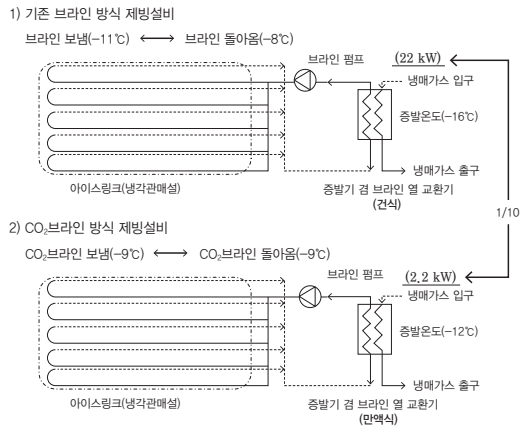 1) 기존 브라인 방식 제빙설비
브라인 보냄(−11℃) ⟷ 브라인 돌아옴(−8℃)
브라인 펌프
(22 kW)
냉매가스 입구
증발온도(−16℃)
냉매가스 출구
아이스링크(냉각관매설)
증발기 겸 브라인 열 교환기
(건식)
1/10
2) CO₂브라인 방식 제빙설비
CO₂브라인 보냄(−9℃) ⟷ CO₂브라인 돌아옴(−9℃)
브라인 펌프
(2.2 kW)
냉매가스 입구
증발온도(−12℃)
냉매가스 출구
아이스링크(냉각관매설)
증발기 겸 브라인 열 교환기
(만액식)